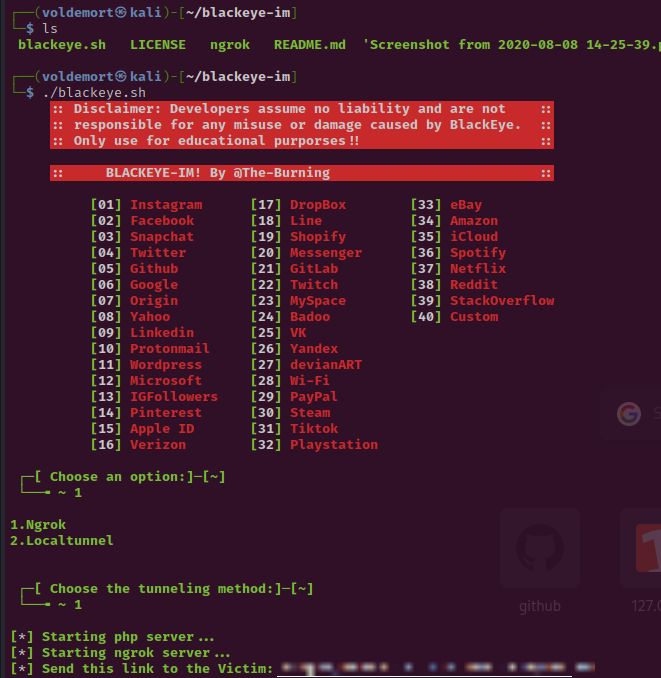 ┌──(voldemort㉿kali)-[~/blackeye-im]
└─$ ls
blackeye.sh LICENSE ngrok README.md 'Screenshot from 2020-08-08 14-25-39.p
┌──(voldemort㉿kali)-[~/blackeye-im]
└─$ ./blackeye.sh
:: Disclaimer: Developers assume no liability and are not ::
:: responsible for any misuse or damage caused by BlackEye. ::
:: Only use for educational purporses!! ::
:: BLACKEYE-IM! By @The-Burning ::
[01] Instagram [17] DropBox [33] eBay
[02] Facebook [18] Line [34] Amazon
[03] Snapchat [19] Shopify [35] iCloud
[04] Twitter [20] Messenger [36] Spotify
[05] Github [21] GitLab [37] Netflix
[06] Google [22] Twitch [38] Reddit
[07] Origin [23] MySpace [39] StackOverflow
[08] Yahoo [24] Badoo [40] Custom
[09] Linkedin [25] VK
[10] Protonmail [26] Yandex
[11] Wordpress [27] devianART
[12] Microsoft [28] Wi-Fi
[13] IGFollowers [29] PayPal
[14] Pinterest [30] Steam
[15] Apple ID [31] Tiktok
[16] Verizon [32] Playstation
┌─[ Choose an option:]─[~]
└──╼ ~ 1
1.Ngrok
2.Localtunnel
┌─[ Choose the tunneling method:]─[~]
└──╼ ~ 1
github 127.0
[*] Starting php server...
[*] Starting ngrok server...
[*] Send this link to the Victim: